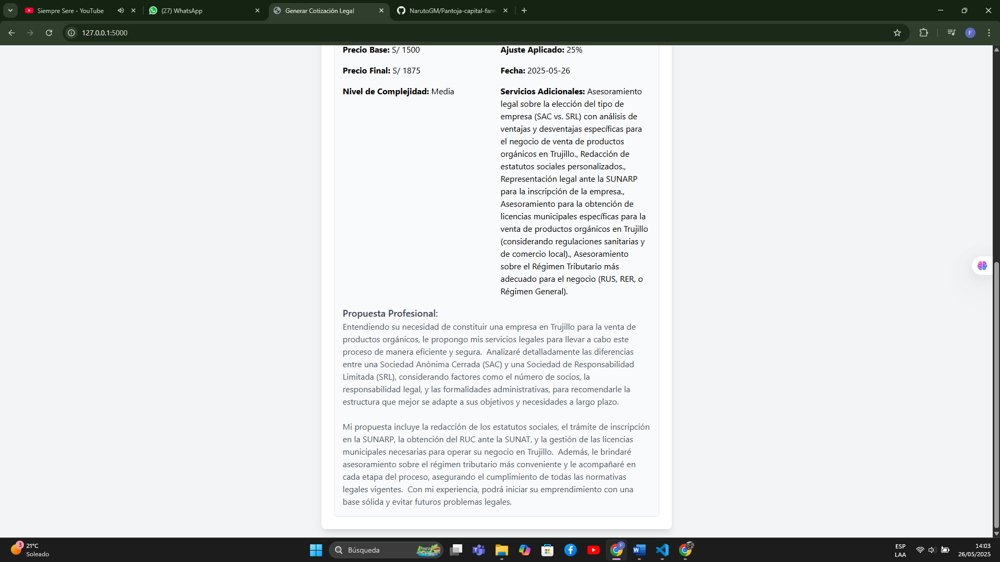 Siempre Sere - YouTube
(27) WhatsApp
Generar Cotización Legal
NarutoGM/Pantoja-capital-farm
127.0.0.1:5000
F
Precio Base: S/ 1500
Ajuste Aplicado: 25%
Precio Final: S/ 1875
Fecha: 2025-05-26
Nivel de Complejidad: Media
Servicios Adicionales: Asesoramiento
legal sobre la elección del tipo de
empresa (SAC vs. SRL) con análisis de
ventajas y desventajas específicas para
el negocio de venta de productos
orgánicos en Trujillo., Redacción de
estatutos sociales personalizados.,
Representación legal ante la SUNARP
para la inscripción de la empresa.,
Asesoramiento para la obtención de
licencias municipales específicas para la
venta de productos orgánicos en Trujillo
(considerando regulaciones sanitarias y
de comercio local)., Asesoramiento
sobre el Régimen Tributario más
adecuado para el negocio (RUS, RER, o
Régimen General).
Propuesta Profesional:
Entendiendo su necesidad de constituir una empresa en Trujillo para la venta de
productos orgánicos, le propongo mis servicios legales para llevar a cabo este
proceso de manera eficiente y segura.  Analizaré detalladamente las diferencias
entre una Sociedad Anónima Cerrada (SAC) y una Sociedad de Responsabilidad
Limitada (SRL), considerando factores como el número de socios, la
responsabilidad legal, y las formalidades administrativas, para recomendarle la
estructura que mejor se adapte a sus objetivos y necesidades a largo plazo.
Mi propuesta incluye la redacción de los estatutos sociales, el trámite de inscripción
en la SUNARP, la obtención del RUC ante la SUNAT, y la gestión de las licencias
municipales necesarias para operar su negocio en Trujillo.  Además, le brindaré
asesoramiento sobre el régimen tributario más conveniente y le acompañaré en
cada etapa del proceso, asegurando el cumplimiento de todas las normativas
legales vigentes.  Con mi experiencia, podrá iniciar su emprendimiento con una
base sólida y evitar futuros problemas legales.
3
21°C
Soleado
Búsqueda
F
ESP
LAA
14:03
26/05/2025